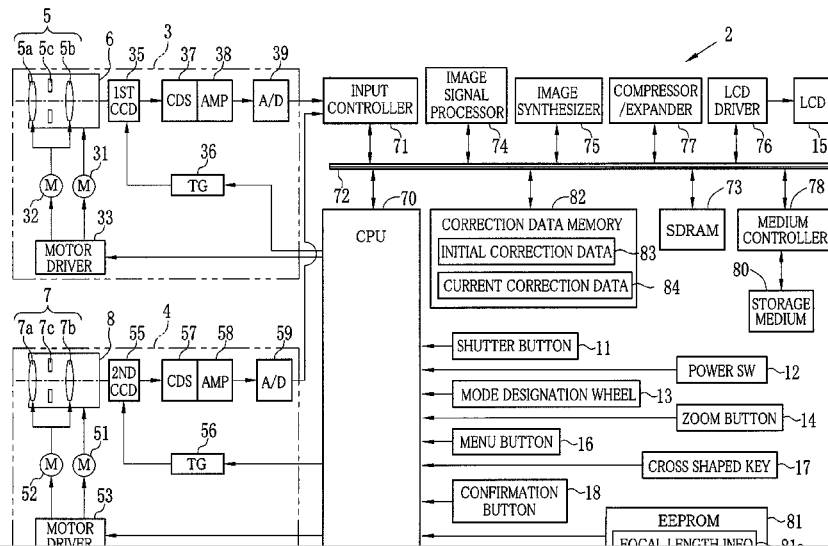 5
5a 5c 5b
6
35
3
37
38
39
2
1ST
CCD
CDS
AMP
A/D
INPUT
CONTROLLER
71
IMAGE
SIGNAL
PROCESSOR
74
IMAGE
SYNTHESIZER
75
COMPRESSOR
/EXPANDER
77
LCD
DRIVER
76
LCD
15
36
TG
31
M
M
32
33
MOTOR
DRIVER
72
70
CPU
82
CORRECTION DATA MEMORY
INITIAL CORRECTION DATA
83
CURRENT CORRECTION DATA
84
73
SDRAM
78
MEDIUM
CONTROLLER
80
STORAGE
MEDIUM
7
7a 7c 7b
8
55
4
57
58
59
2ND
CCD
CDS
AMP
A/D
56
TG
51
M
M
52
53
MOTOR
DRIVER
SHUTTER BUTTON
11
POWER SW
12
MODE DESIGNATION WHEEL
13
ZOOM BUTTON
14
MENU BUTTON
16
CROSS SHAPED KEY
17
CONFIRMATION
BUTTON
18
EEPROM
81
FOCAL LENGTH INFO
81a